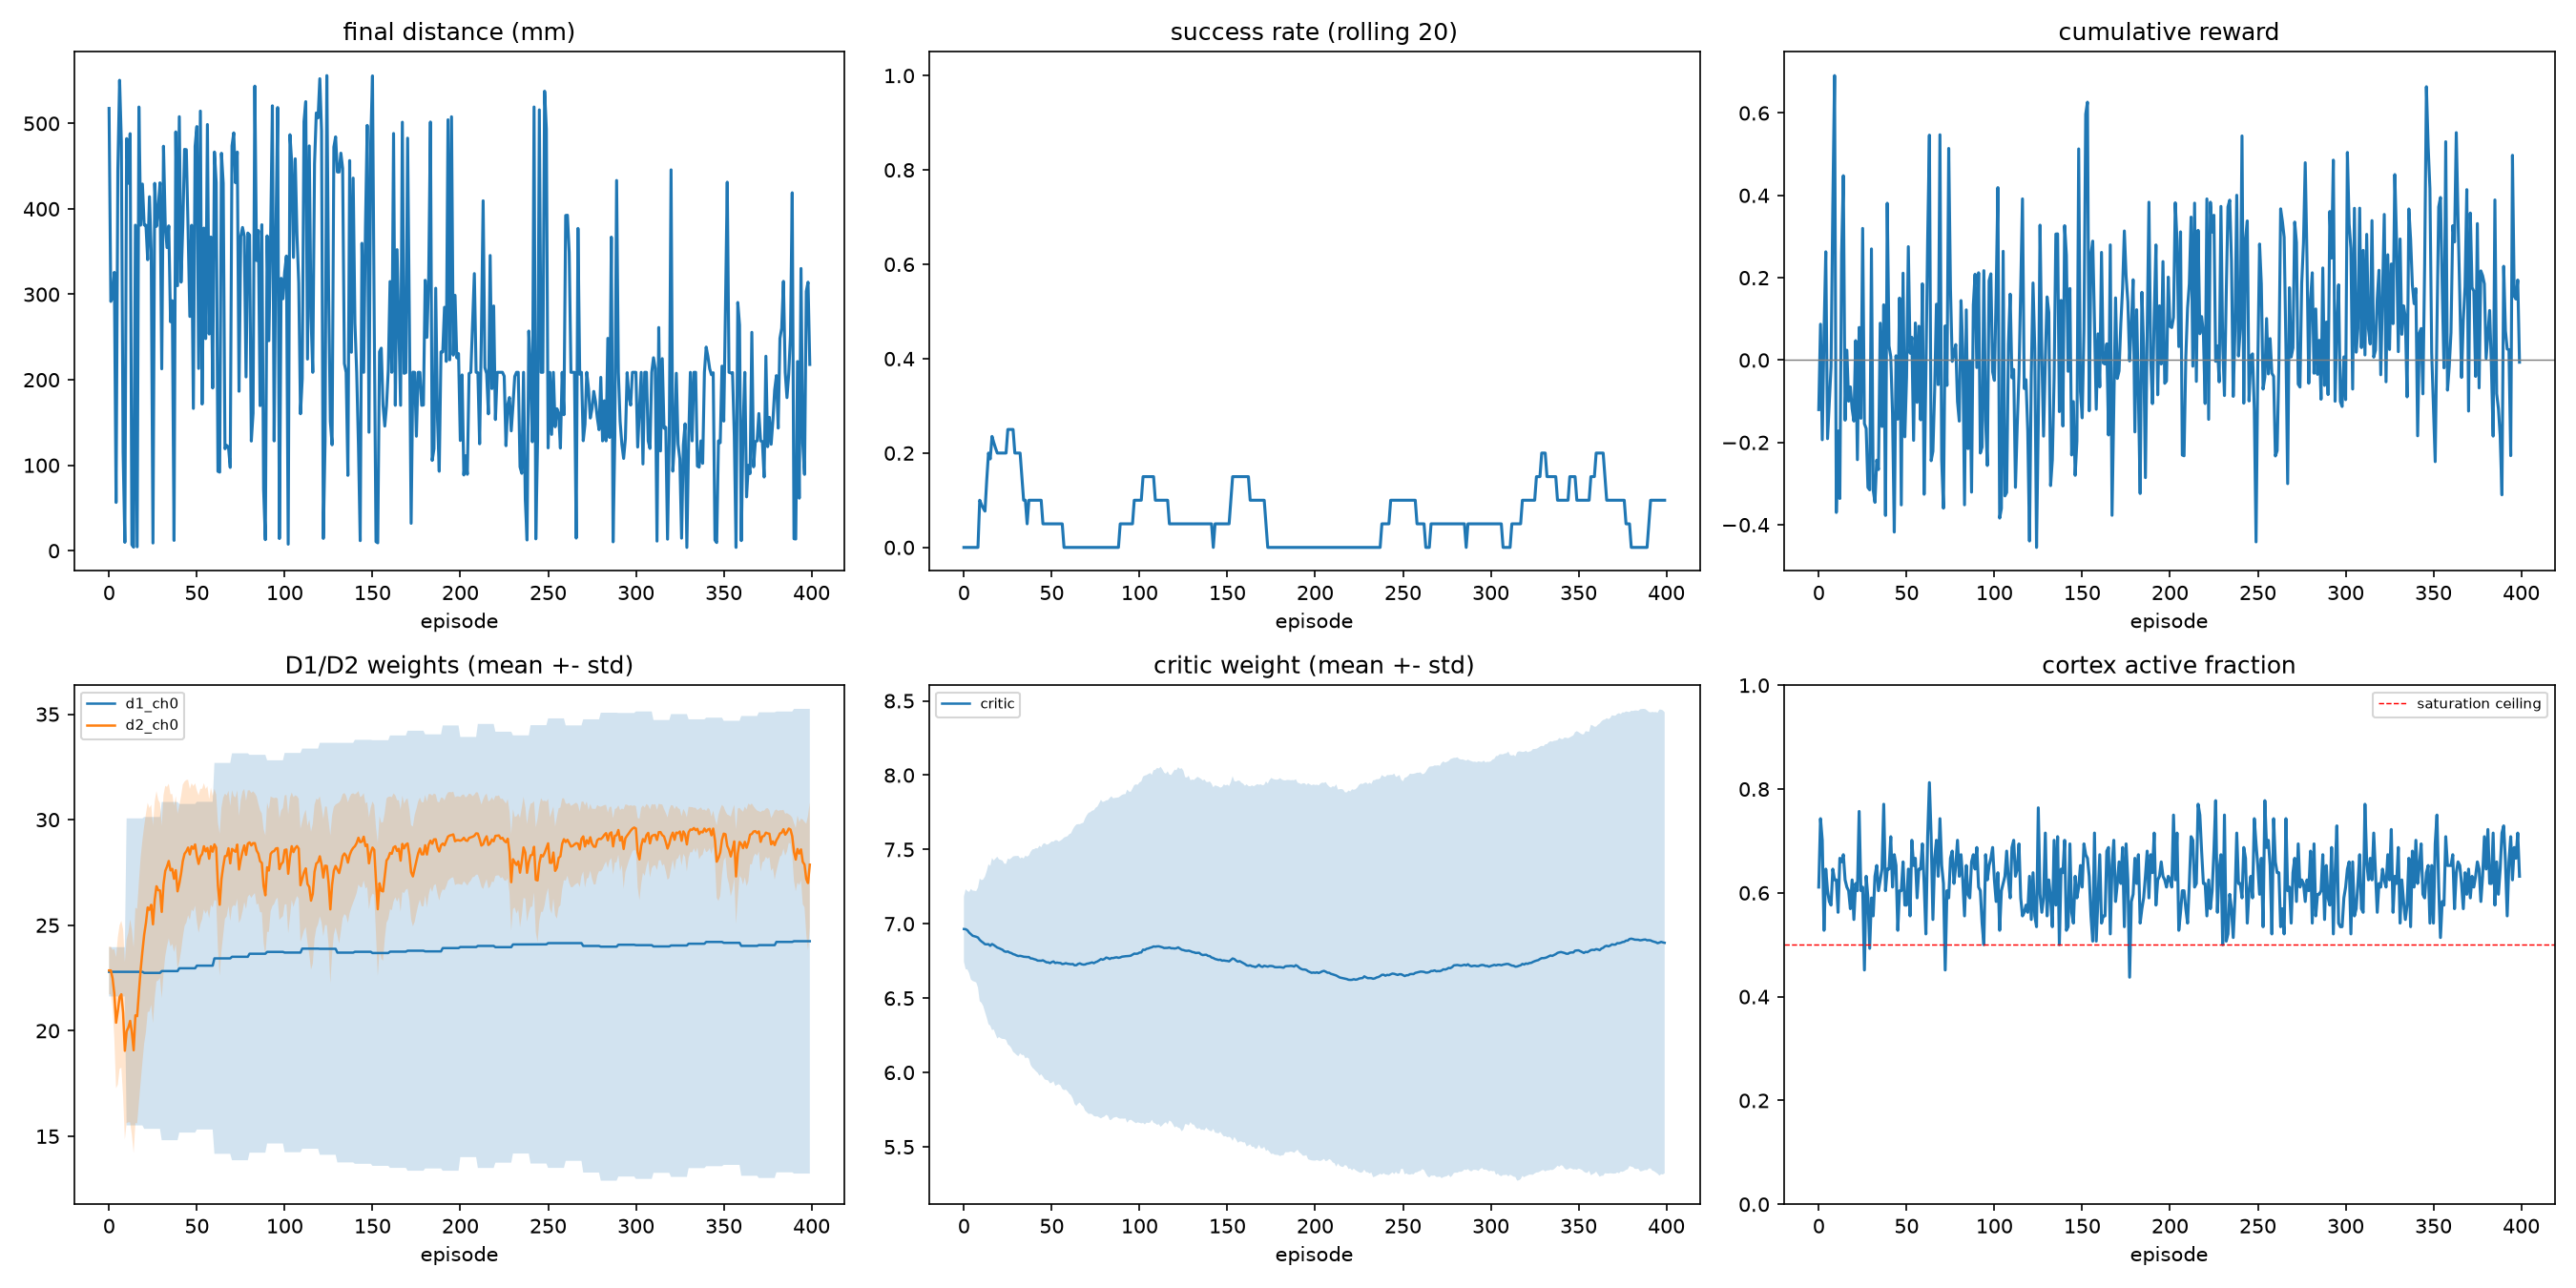 final distance (mm)
500
400
300
200
100
0
0 50 100 150 200 250 300 350 400
episode
success rate (rolling 20)
1.0
0.8
0.6
0.4
0.2
0.0
0 50 100 150 200 250 300 350 400
episode
cumulative reward
0.6
0.4
0.2
0.0
−0.2
−0.4
0 50 100 150 200 250 300 350 400
episode
D1/D2 weights (mean +- std)
d1_ch0
d2_ch0
35
30
25
20
15
0 50 100 150 200 250 300 350 400
episode
critic weight (mean +- std)
critic
8.5
8.0
7.5
7.0
6.5
6.0
5.5
0 50 100 150 200 250 300 350 400
episode
cortex active fraction
saturation ceiling
1.0
0.8
0.6
0.4
0.2
0.0
0 50 100 150 200 250 300 350 400
episode